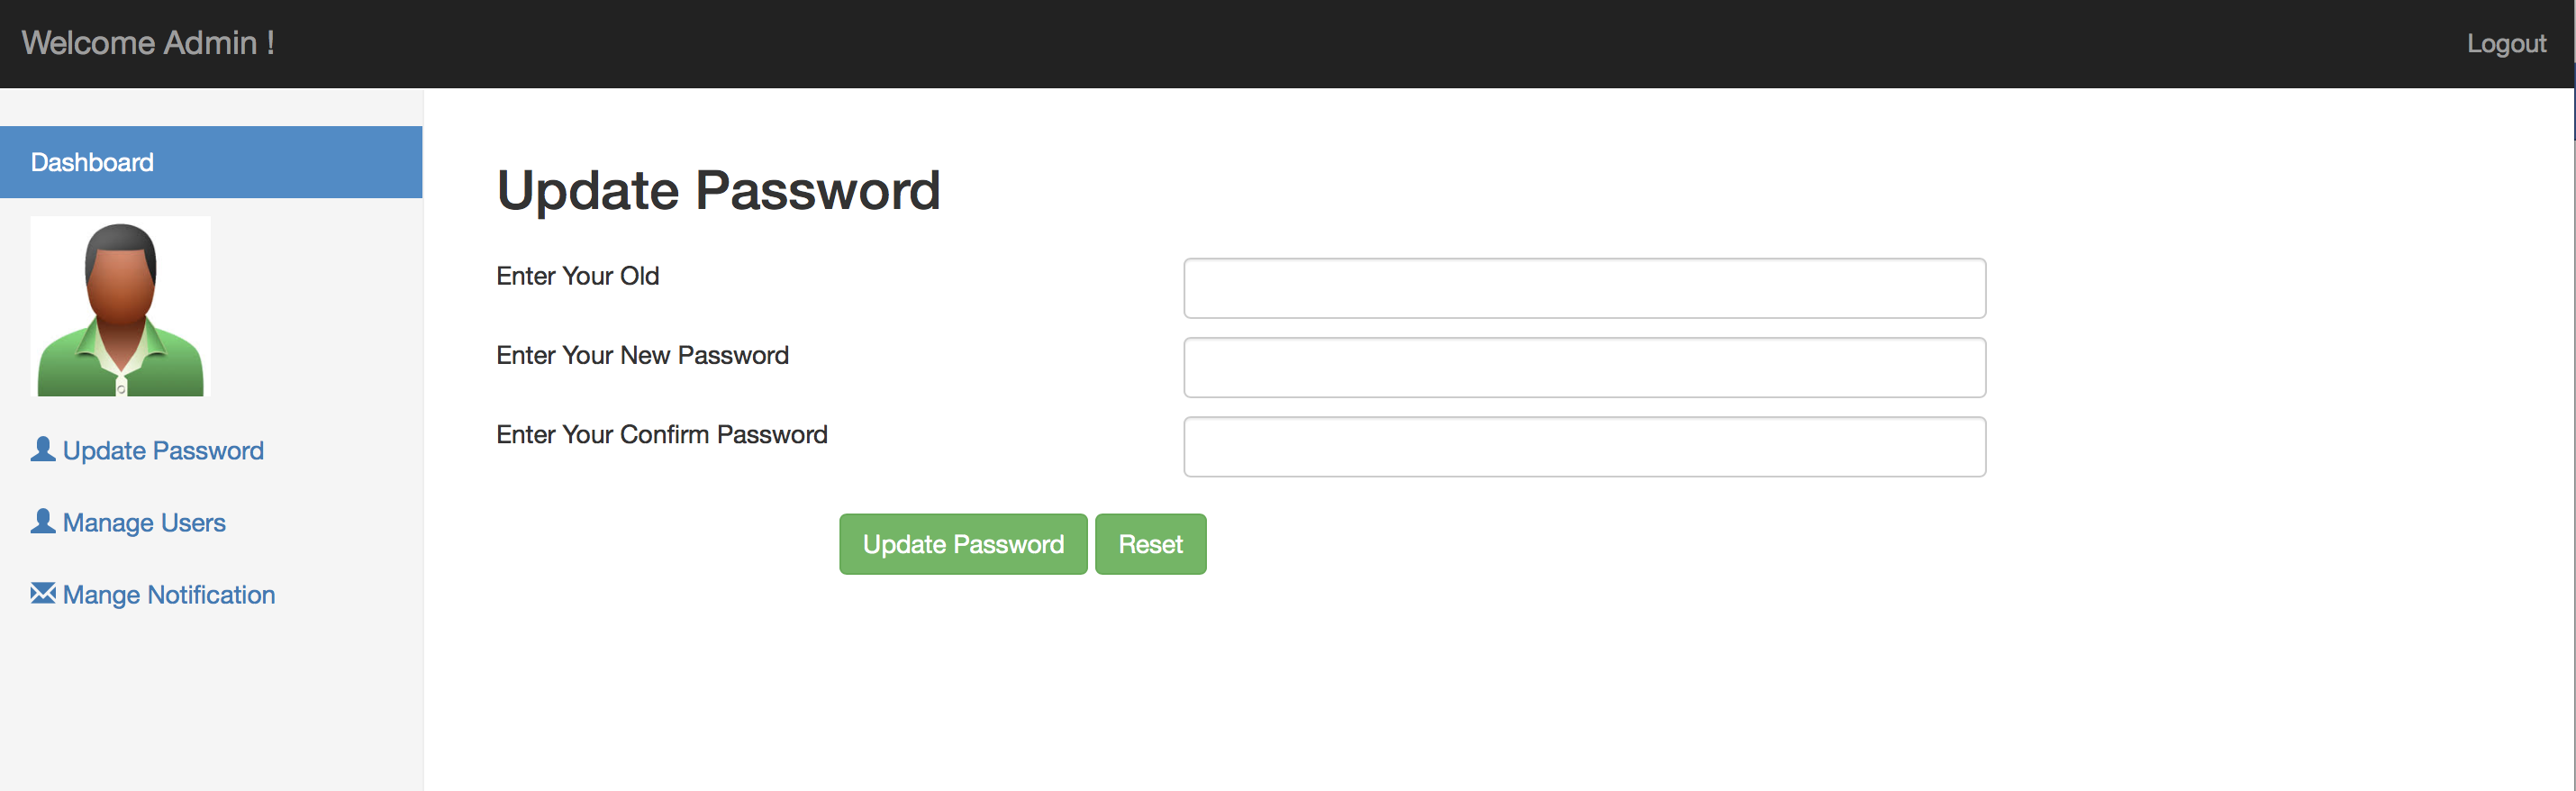 Welcome Admin !
Logout
Dashboard
Update Password
Manage Users
Mange Notification
Update Password
Enter Your Old
Enter Your New Password
Enter Your Confirm Password
Update Password
Reset